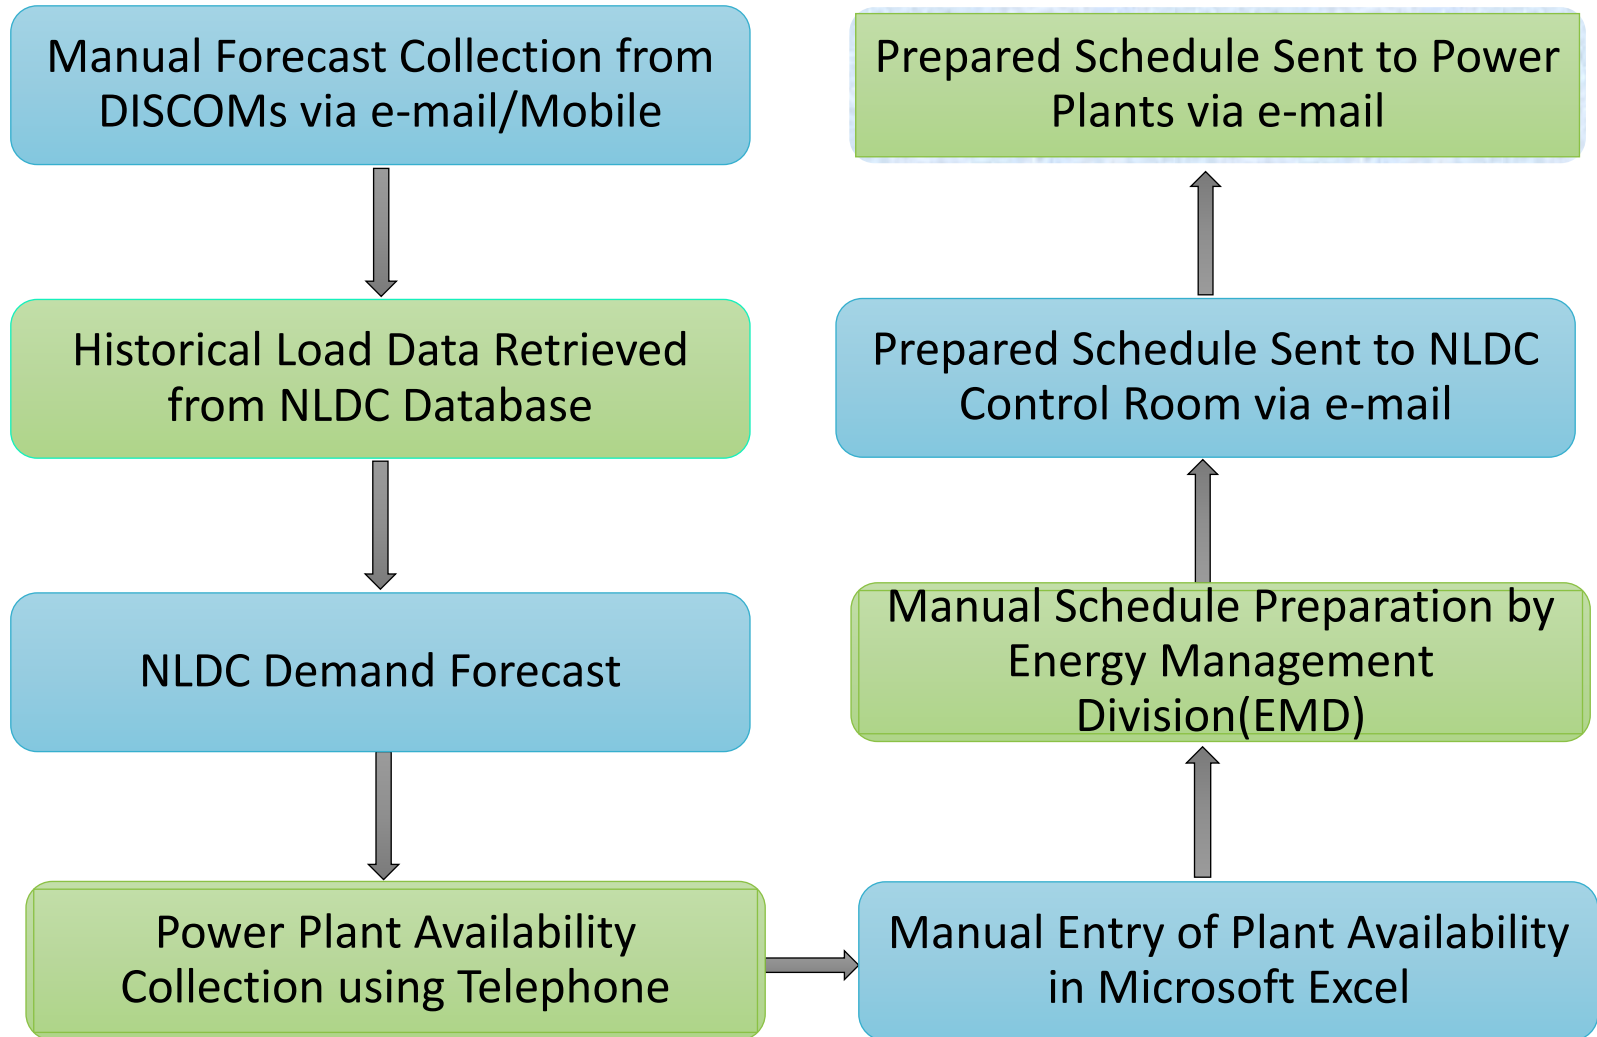 Manual Forecast Collection from
DISCOMs via e-mail/Mobile
Historical Load Data Retrieved
from NLDC Database
NLDC Demand Forecast
Power Plant Availability
Collection using Telephone
Manual Entry of Plant Availability
in Microsoft Excel
Manual Schedule Preparation by
Energy Management
Division(EMD)
Prepared Schedule Sent to NLDC
Control Room via e-mail
Prepared Schedule Sent to Power
Plants via e-mail